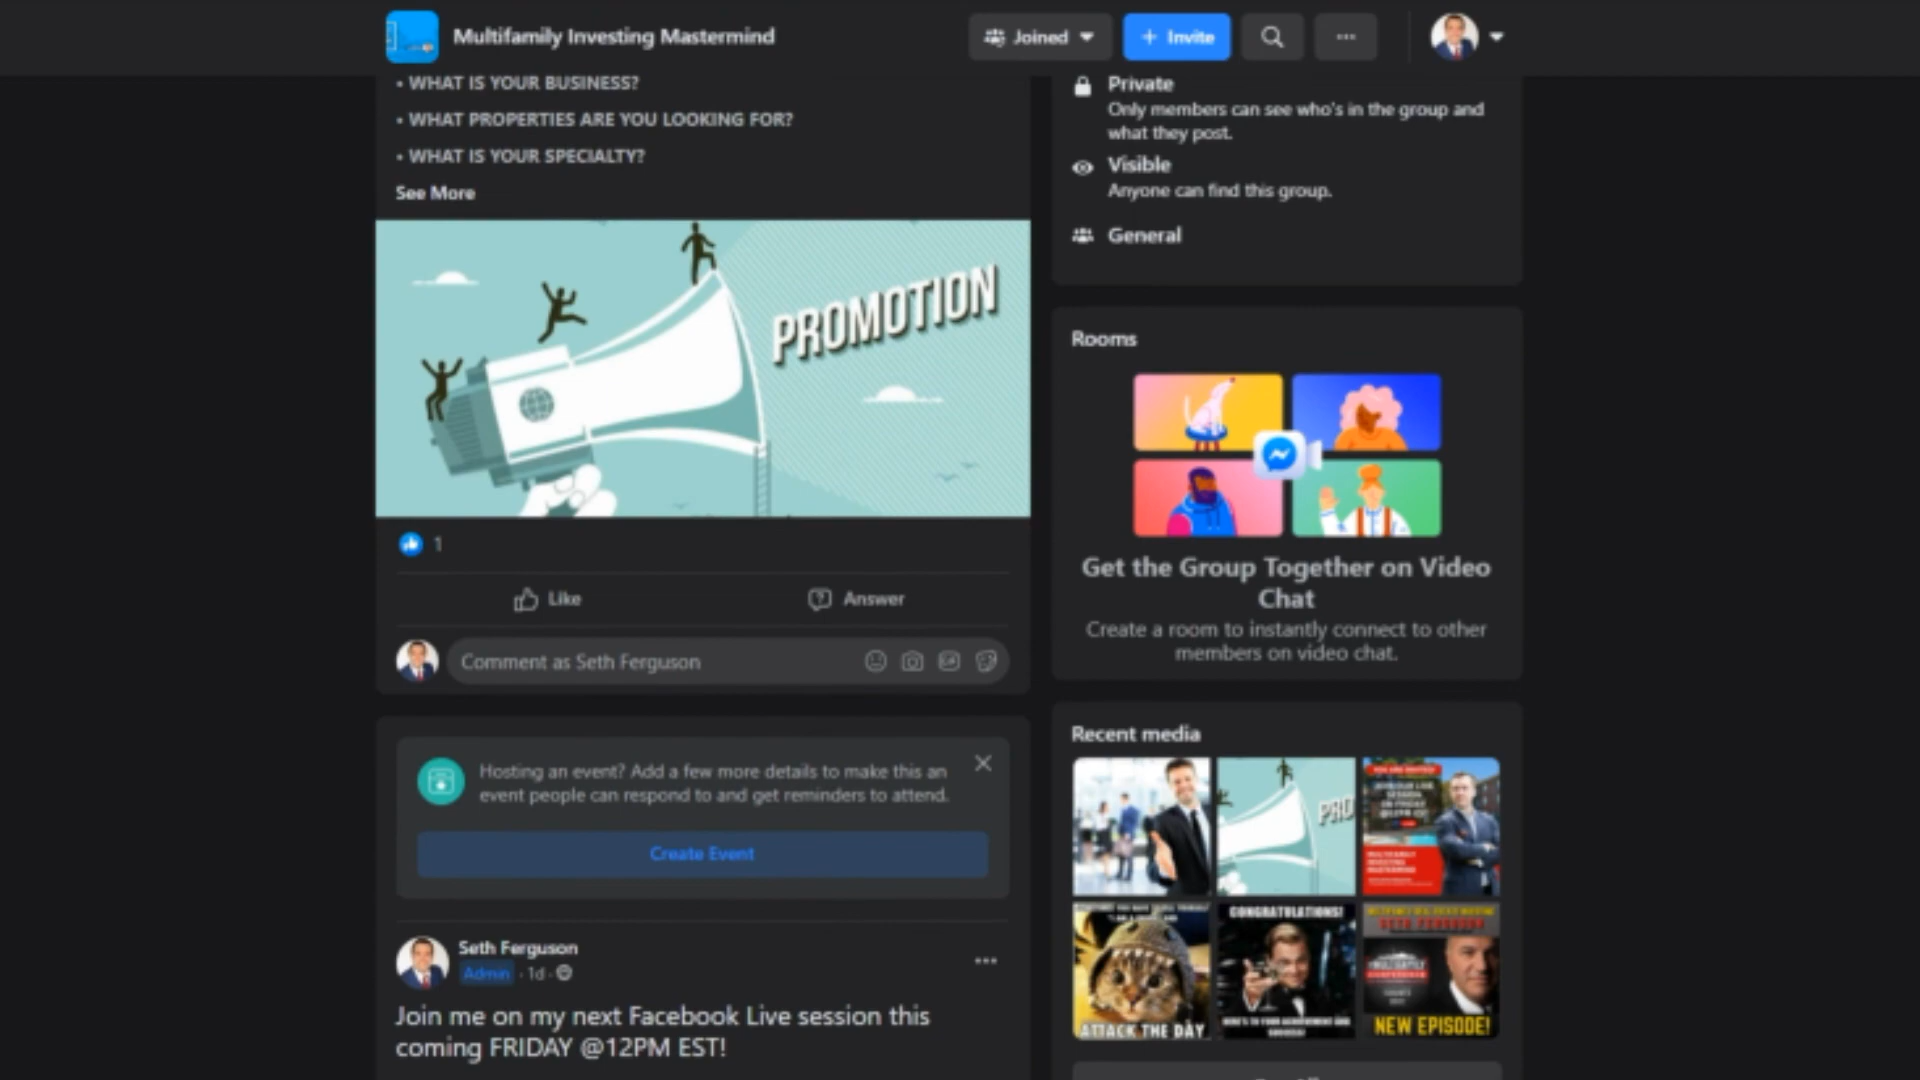 Multifamily Investing Mastermind
Joined
+ Invite
• WHAT IS YOUR BUSINESS?
• WHAT PROPERTIES ARE YOU LOOKING FOR?
• WHAT IS YOUR SPECIALTY?
See More
PROMOTION
1
Like
Answer
Comment as Seth Ferguson
Hosting an event? Add a few more details to make this an
event people can respond to and get reminders to attend.
Create Event
Seth Ferguson
Admin · 1d ·
Join me on my next Facebook Live session this
coming FRIDAY @12PM EST!
Private
Only members can see who's in the group and
what they post.
Visible
Anyone can find this group.
General
Rooms
Get the Group Together on Video
Chat
Create a room to instantly connect to other
members on video chat.
Recent media
PRO
ATTACK THE DAY
CONGRATULATIONS!
SETH FERGUSON
NEW EPISODE!